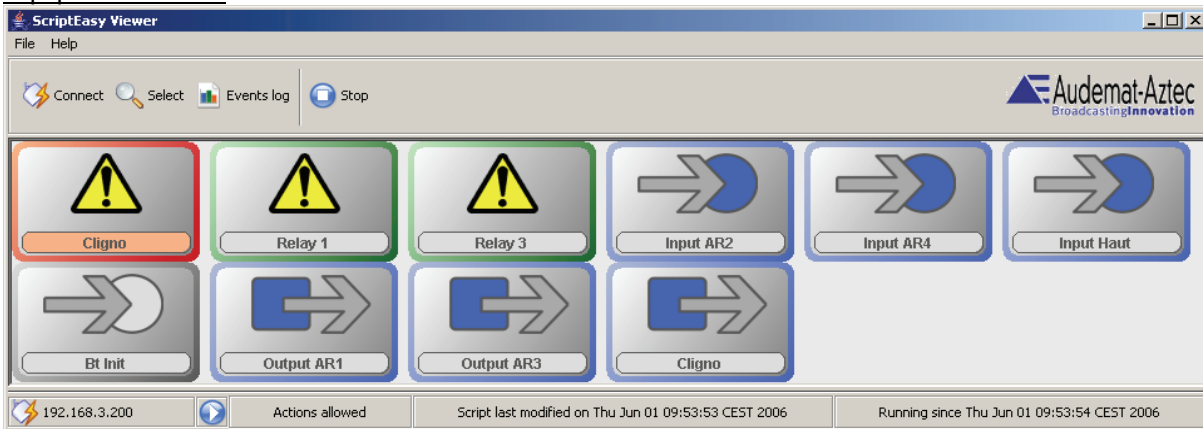 ScriptEasy Viewer
File Help
Connect Select Events log Stop
Audemat-Aztec
BroadcastingInnovation
Cligno Relay 1 Relay 3 Input AR2 Input AR4 Input Haut
Bt Init Output AR1 Output AR3 Cligno
192.168.3.200 Actions allowed Script last modified on Thu Jun 01 09:53:53 CEST 2006 Running since Thu Jun 01 09:53:54 CEST 2006